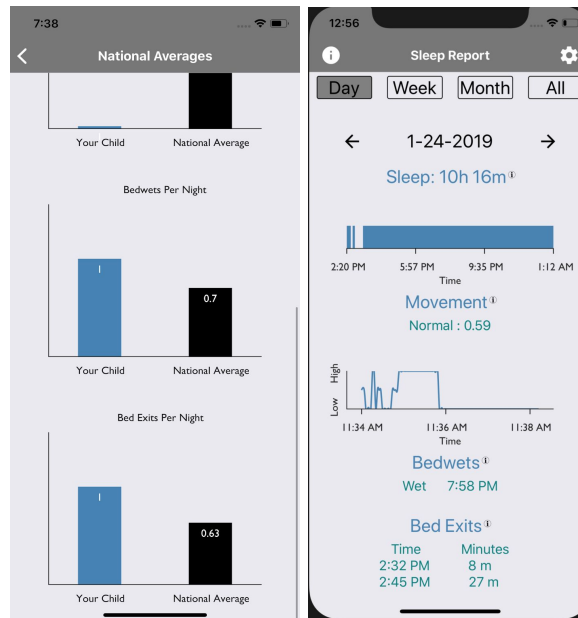 7:38
National Averages
Your Child National Average
Bedwets Per Night
1
0.7
Your Child National Average
Bed Exits Per Night
1
0.63
Your Child National Average
12:56
Sleep Report
Day Week Month All
1-24-2019
Sleep: 10h 16m
2:20 PM 5:57 PM 9:35 PM 1:12 AM
Time
Movement
Normal : 0.59
High
Low
11:34 AM 11:36 AM 11:38 AM
Time
Bedwets
Wet 7:58 PM
Bed Exits
Time Minutes
2:32 PM 8 m
2:45 PM 27 m